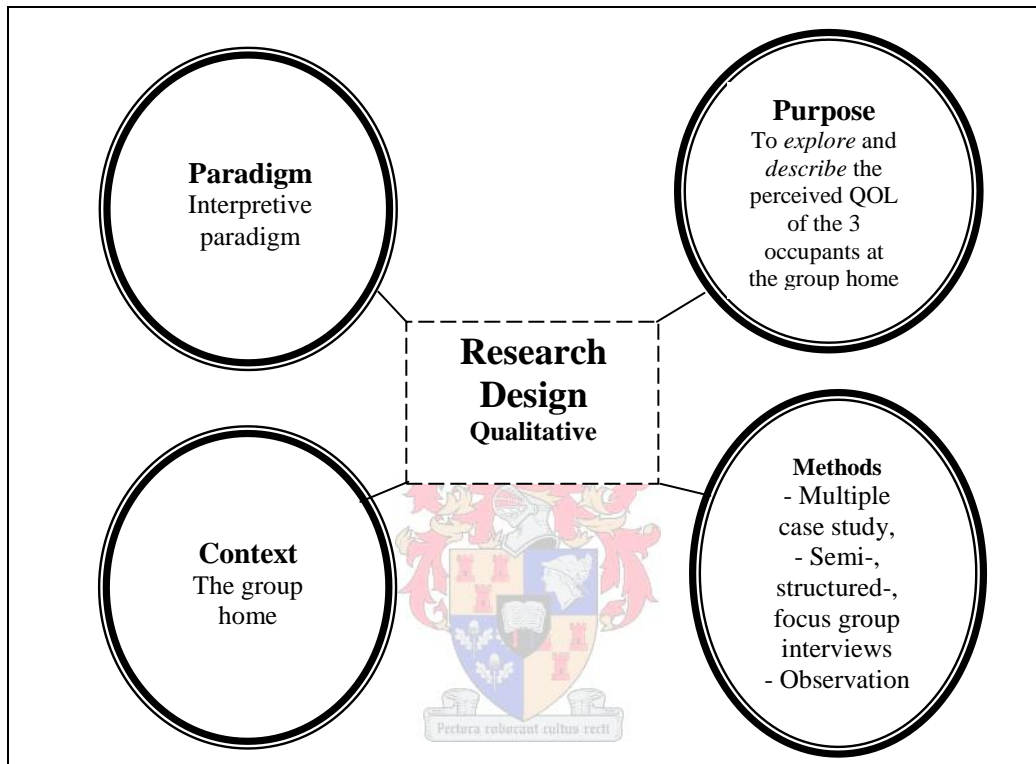 Paradigm
Interpretive
paradigm
Purpose
To explore and
describe the
perceived QOL
of the 3
occupants at
the group home
Research
Design
Qualitative
Context
The group
home
Methods
- Multiple
case study,
- Semi-,
structured-,
focus group
interviews
- Observation
Pectora roborant cultus recti